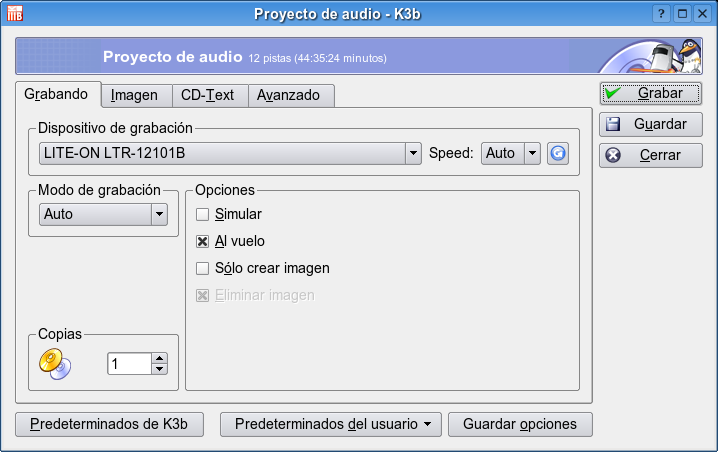 Proyecto de audio - K3b
Proyecto de audio 12 pistas (44:35:24 minutos)
Grabando Imagen CD-Text Avanzado
Grabar
Guardar
Cerrar
Dispositivo de grabación
LITE-ON LTR-12101B Speed: Auto
Modo de grabación
Auto
Opciones
Simular
Al vuelo
Sólo crear imagen
Eliminar imagen
Copias
1
Predeterminados de K3b Predeterminados del usuario Guardar opciones